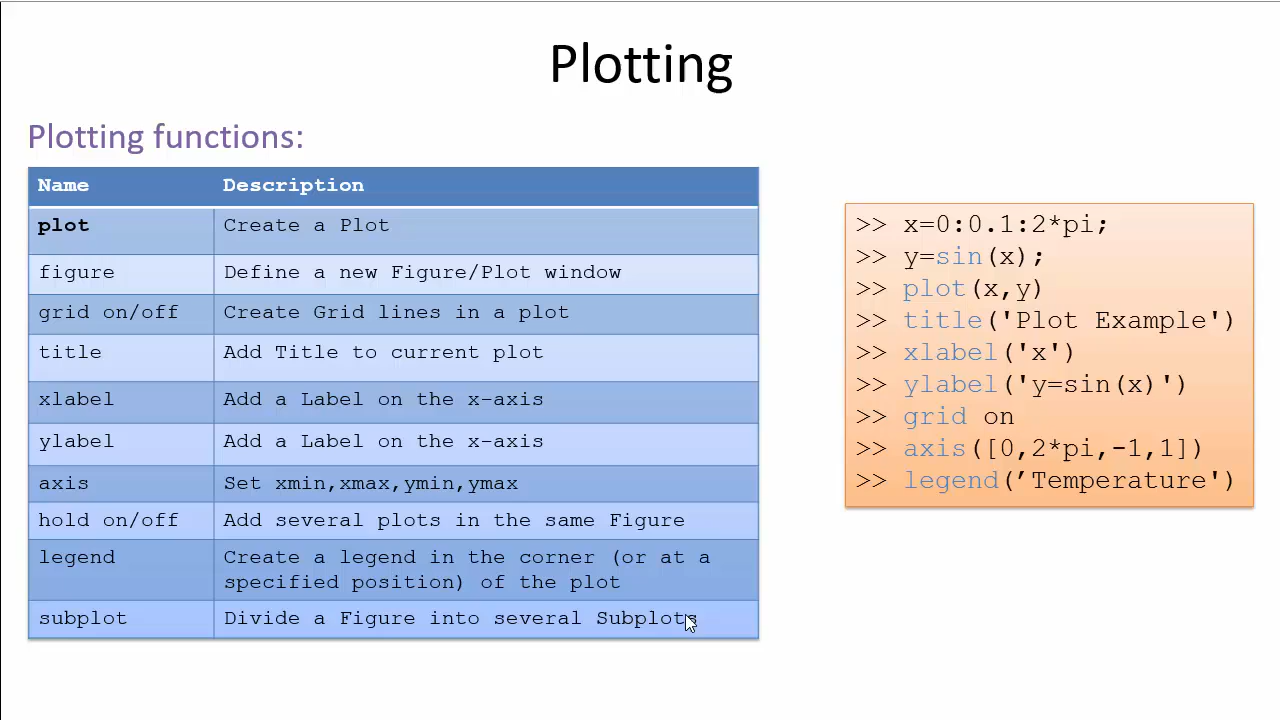 Plotting
Plotting functions:
Name Description
plot Create a Plot
figure Define a new Figure/Plot window
grid on/off Create Grid lines in a plot
title Add Title to current plot
xlabel Add a Label on the x-axis
ylabel Add a Label on the x-axis
axis Set xmin,xmax,ymin,ymax
hold on/off Add several plots in the same Figure
legend Create a legend in the corner (or at a
specified position) of the plot
subplot Divide a Figure into several Subplots
>> x=0:0.1:2*pi;
>> y=sin(x);
>> plot(x,y)
>> title('Plot Example')
>> xlabel('x')
>> ylabel('y=sin(x)')
>> grid on
>> axis([0,2*pi,-1,1])
>> legend(’Temperature')